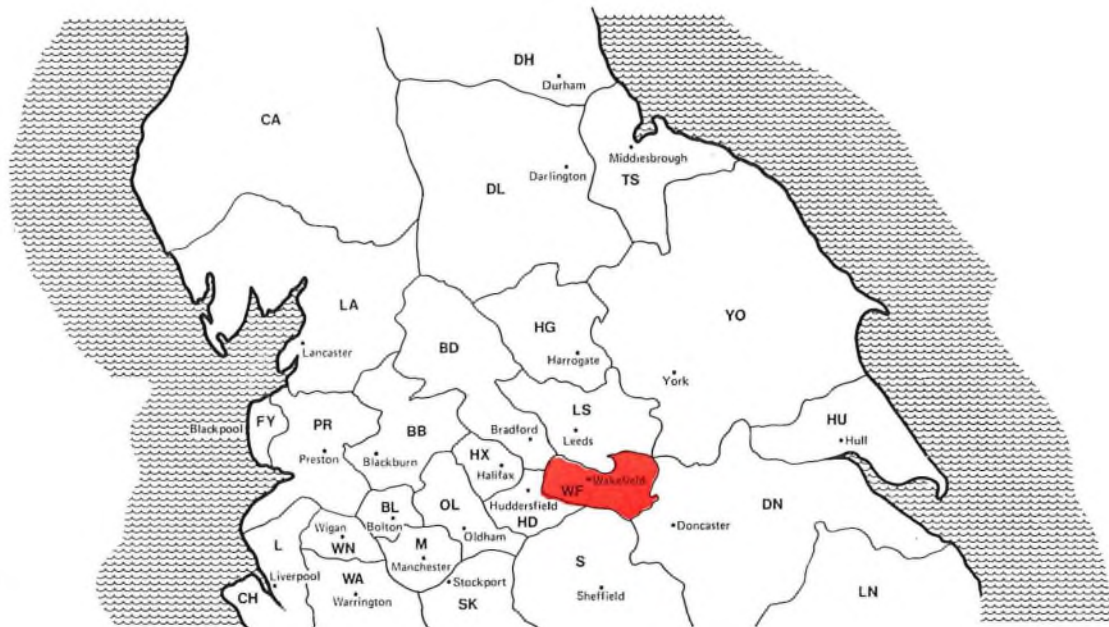 DH
Durham
CA
Middlesbrough
Darlington
TS
DL
LA
HG
YO
BD
Lancaster
Harrogate
York
FY
LS
HU
Blackpool
PR
BB
Bradford
Leeds
Hull
Preston
Blackburn
HX
Halifax
Wakefield
WF
BL
OL
Huddersfield
DN
Bolton
HD
Doncaster
Wigan
Oldham
L
WN
M
Manchester
S
Liverpool
WA
Stockport
Sheffield
LN
CH
Warrington
SK